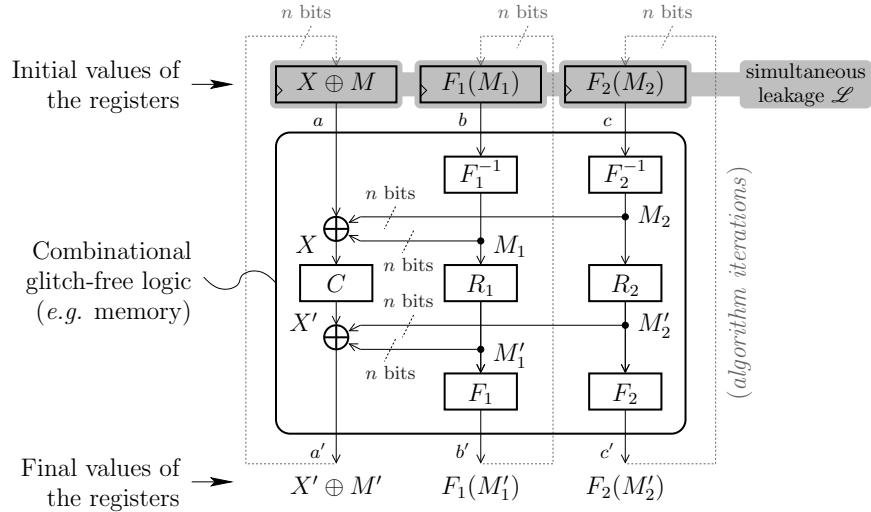 n bits n bits n bits
Initial values of
the registers
X ⊕ M F₁(M₁) F₂(M₂) simultaneous
leakage ℒ
a b c
F₁⁻¹ F₂⁻¹
n bits
M₂
X n bits M₁
Combinational
glitch-free logic
(e.g. memory)
C R₁ R₂
n bits
X′ M′₂
n bits M′₁
F₁ F₂
(algorithm iterations)
a′ b′ c′
Final values of
the registers
X′ ⊕ M′ F₁(M′₁) F₂(M′₂)